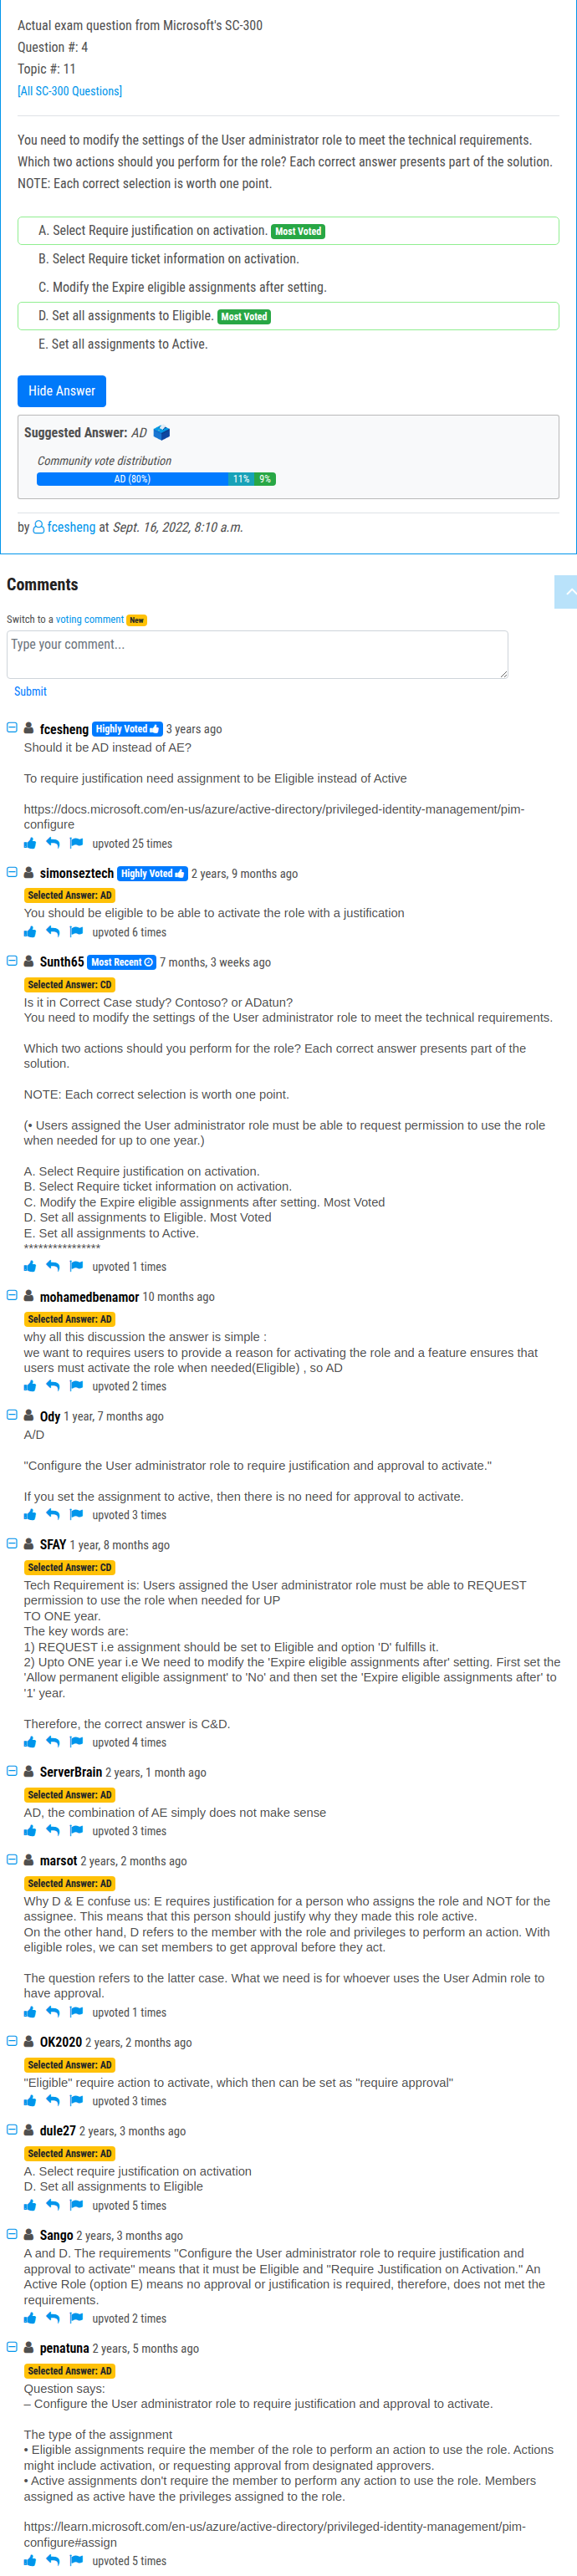 Actual exam question from Microsoft's SC-300
Question #: 4
Topic #: 11
[All SC-300 Questions]
You need to modify the settings of the User administrator role to meet the technical requirements.
Which two actions should you perform for the role? Each correct answer presents part of the solution.
NOTE: Each correct selection is worth one point.
A. Select Require justification on activation. Most Voted
B. Select Require ticket information on activation.
C. Modify the Expire eligible assignments after setting.
D. Set all assignments to Eligible. Most Voted
E. Set all assignments to Active.
Hide Answer
Suggested Answer: AD
Community vote distribution
AD (80%) 11% 9%
by fcesheng at Sept. 16, 2022, 8:10 a.m.
Comments
Switch to a voting comment New
Type your comment...
Submit
fcesheng Highly Voted 3 years ago
Should it be AD instead of AE?
To require justification need assignment to be Eligible instead of Active
https://docs.microsoft.com/en-us/azure/active-directory/privileged-identity-management/pim-
configure
upvoted 25 times
simonseztech Highly Voted 2 years, 9 months ago
Selected Answer: AD
You should be eligible to be able to activate the role with a justification
upvoted 6 times
Sunth65 Most Recent 7 months, 3 weeks ago
Selected Answer: CD
Is it in Correct Case study? Contoso? or ADatun?
You need to modify the settings of the User administrator role to meet the technical requirements.
Which two actions should you perform for the role? Each correct answer presents part of the
solution.
NOTE: Each correct selection is worth one point.
(• Users assigned the User administrator role must be able to request permission to use the role
when needed for up to one year.)
A. Select Require justification on activation.
B. Select Require ticket information on activation.
C. Modify the Expire eligible assignments after setting. Most Voted
D. Set all assignments to Eligible. Most Voted
E. Set all assignments to Active.
****************
upvoted 1 times
mohamedbenamor 10 months ago
Selected Answer: AD
why all this discussion the answer is simple :
we want to requires users to provide a reason for activating the role and a feature ensures that
users must activate the role when needed(Eligible) , so AD
upvoted 2 times
Ody 1 year, 7 months ago
A/D
"Configure the User administrator role to require justification and approval to activate."
If you set the assignment to active, then there is no need for approval to activate.
upvoted 3 times
SFAY 1 year, 8 months ago
Selected Answer: CD
Tech Requirement is: Users assigned the User administrator role must be able to REQUEST
permission to use the role when needed for UP
TO ONE year.
The key words are:
1) REQUEST i.e assignment should be set to Eligible and option 'D' fulfills it.
2) Upto ONE year i.e We need to modify the 'Expire eligible assignments after' setting. First set the
'Allow permanent eligible assignment' to 'No' and then set the 'Expire eligible assignments after' to
'1' year.
Therefore, the correct answer is C&D.
upvoted 4 times
ServerBrain 2 years, 1 month ago
Selected Answer: AD
AD, the combination of AE simply does not make sense
upvoted 3 times
marsot 2 years, 2 months ago
Selected Answer: AD
Why D & E confuse us: E requires justification for a person who assigns the role and NOT for the
assignee. This means that this person should justify why they made this role active.
On the other hand, D refers to the member with the role and privileges to perform an action. With
eligible roles, we can set members to get approval before they act.
The question refers to the latter case. What we need is for whoever uses the User Admin role to
have approval.
upvoted 1 times
OK2020 2 years, 2 months ago
Selected Answer: AD
"Eligible" require action to activate, which then can be set as "require approval"
upvoted 3 times
dule27 2 years, 3 months ago
Selected Answer: AD
A. Select require justification on activation
D. Set all assignments to Eligible
upvoted 5 times
Sango 2 years, 3 months ago
A and D. The requirements "Configure the User administrator role to require justification and
approval to activate" means that it must be Eligible and "Require Justification on Activation." An
Active Role (option E) means no approval or justification is required, therefore, does not met the
requirements.
upvoted 2 times
penatuna 2 years, 5 months ago
Selected Answer: AD
Question says:
– Configure the User administrator role to require justification and approval to activate.
The type of the assignment
• Eligible assignments require the member of the role to perform an action to use the role. Actions
might include activation, or requesting approval from designated approvers.
• Active assignments don't require the member to perform any action to use the role. Members
assigned as active have the privileges assigned to the role.
https://learn.microsoft.com/en-us/azure/active-directory/privileged-identity-management/pim-
configure#assign
upvoted 5 times